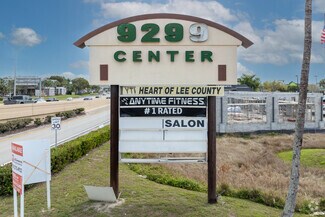 9299
CENTER
HEART OF LEE COUNTY
ANYTIME FITNESS
#1 RATED
SALON